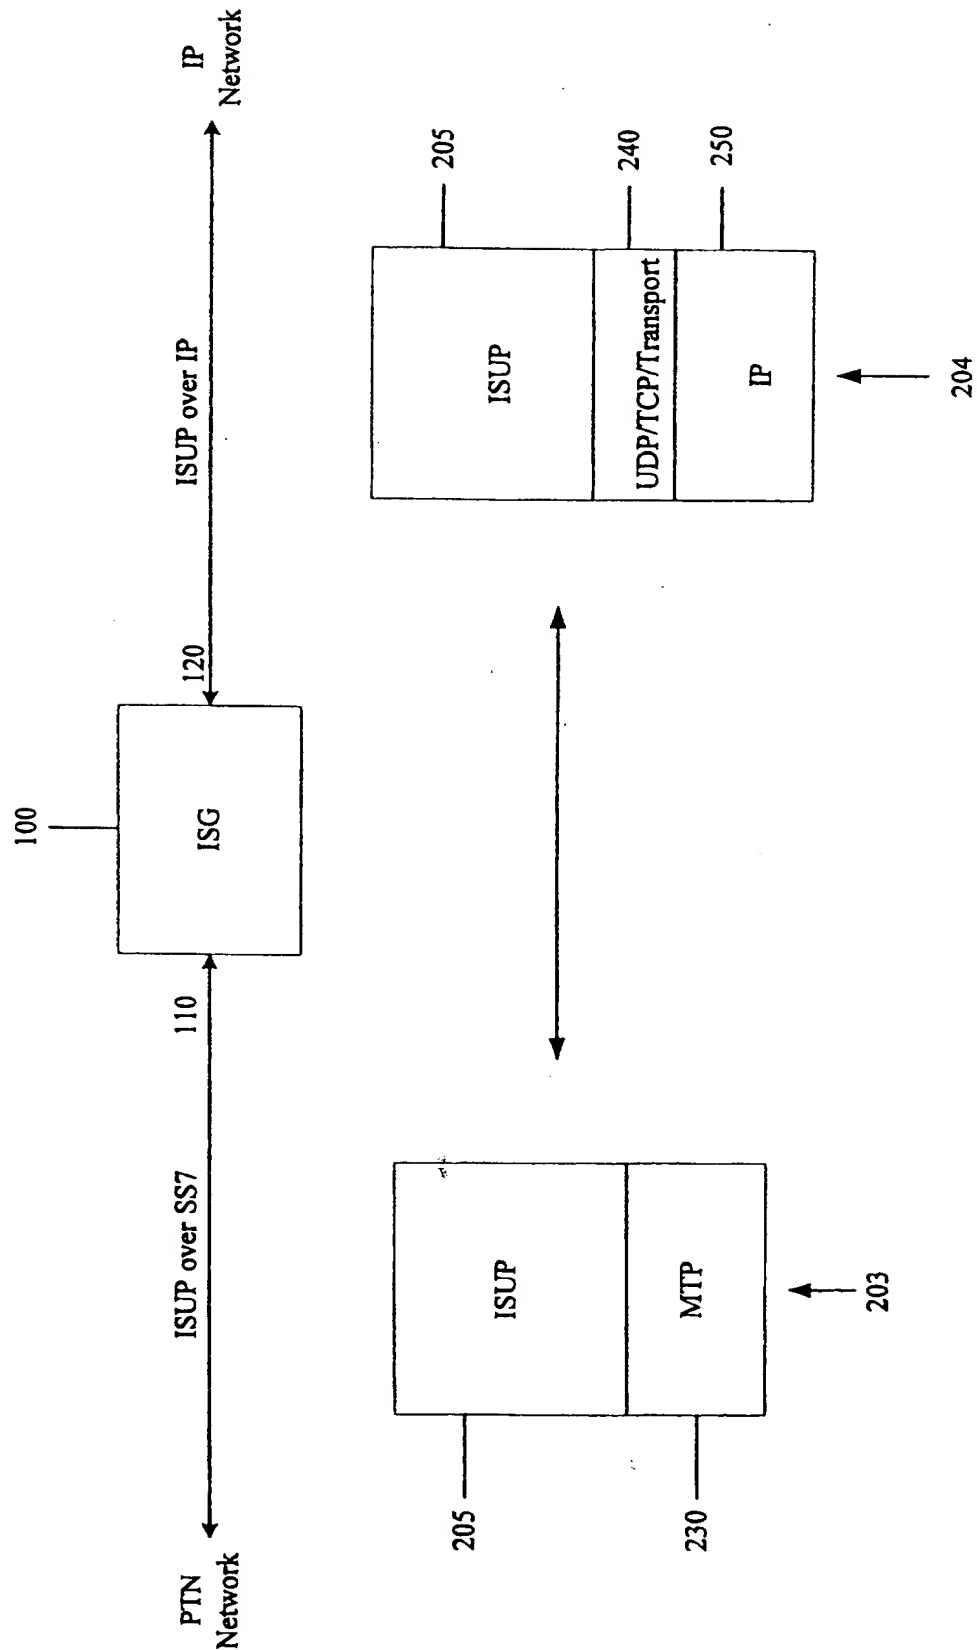 100
PTN
Network
ISUP over SS7
110
ISG
120
ISUP over IP
IP
Network
205
ISUP
230
MTP
203
ISUP
205
UDP/TCP/Transport
240
IP
250
204